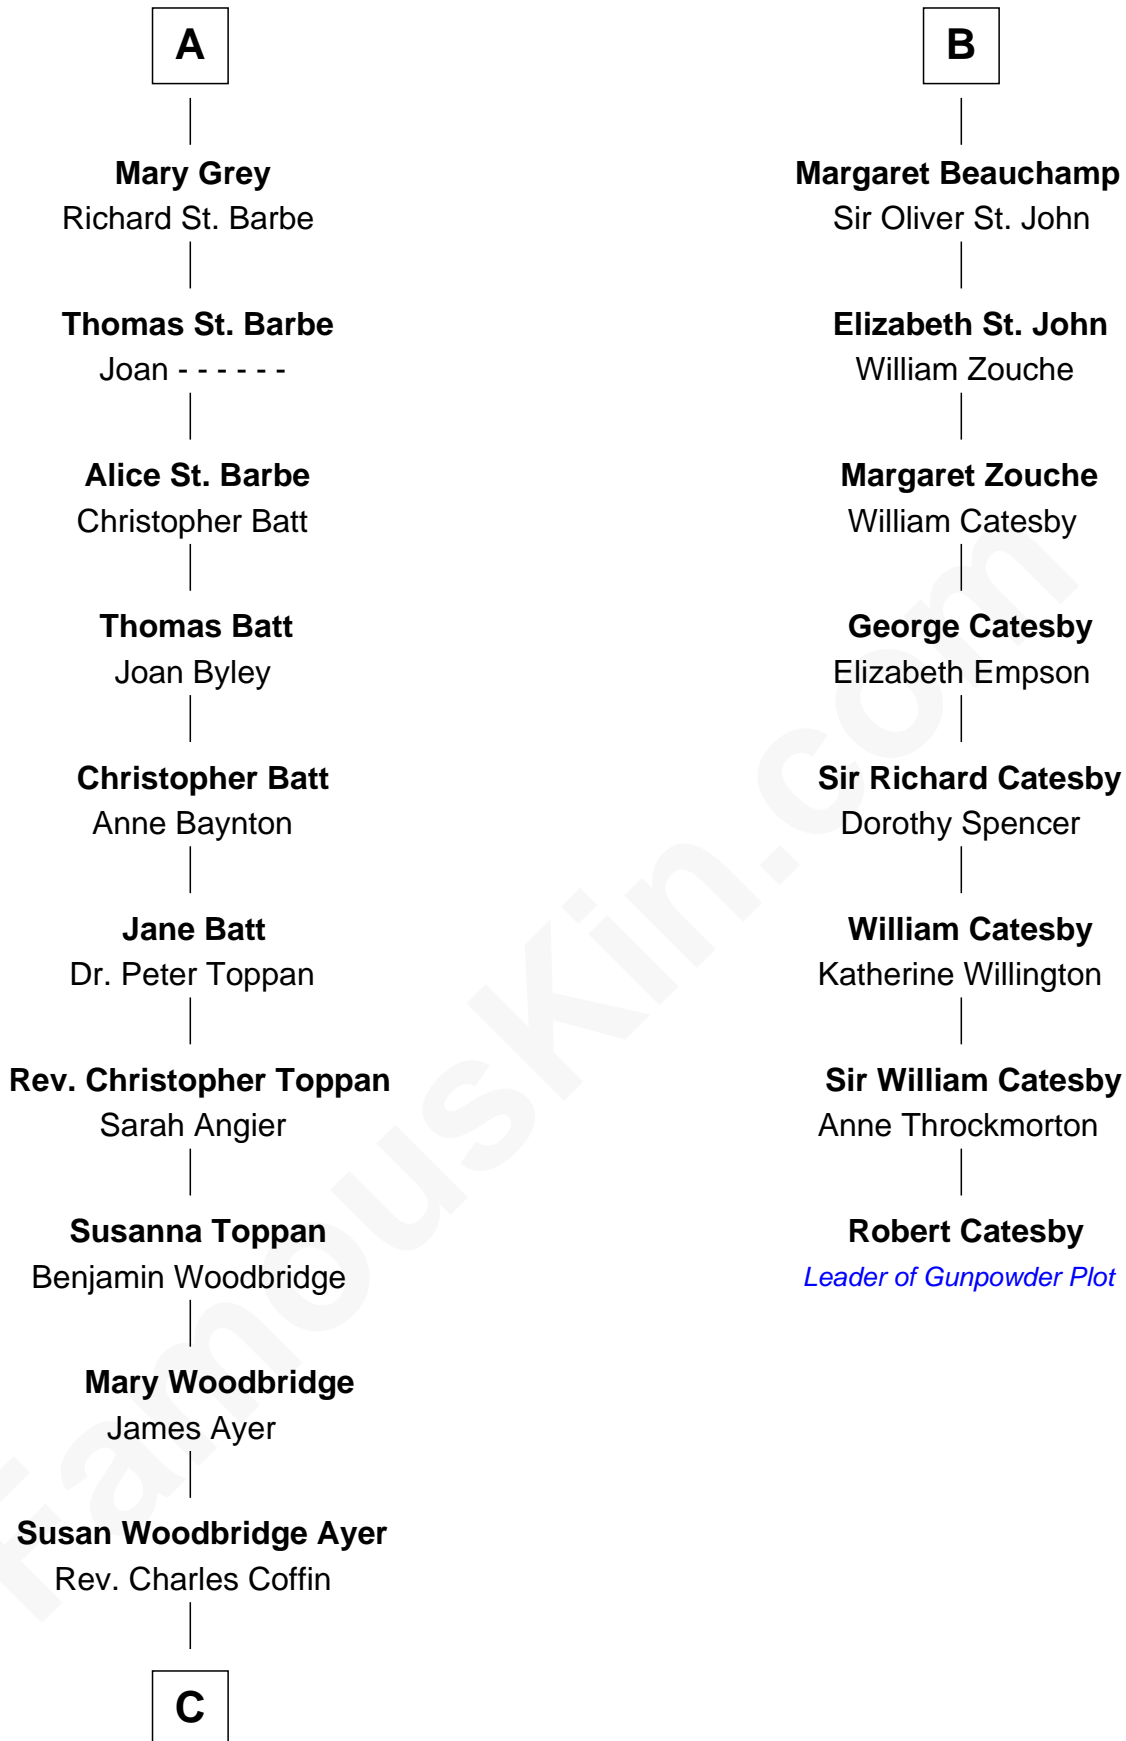 A
Mary Grey
Richard St. Barbe
Thomas St. Barbe
Joan - - - - - -
Alice St. Barbe
Christopher Batt
Thomas Batt
Joan Byley
Christopher Batt
Anne Baynton
Jane Batt
Dr. Peter Toppan
Rev. Christopher Toppan
Sarah Angier
Susanna Toppan
Benjamin Woodbridge
Mary Woodbridge
James Ayer
Susan Woodbridge Ayer
Rev. Charles Coffin
C
B
Margaret Beauchamp
Sir Oliver St. John
Elizabeth St. John
William Zouche
Margaret Zouche
William Catesby
George Catesby
Elizabeth Empson
Sir Richard Catesby
Dorothy Spencer
William Catesby
Katherine Willington
Sir William Catesby
Anne Throckmorton
Robert Catesby
Leader of Gunpowder Plot
FamousKin.com